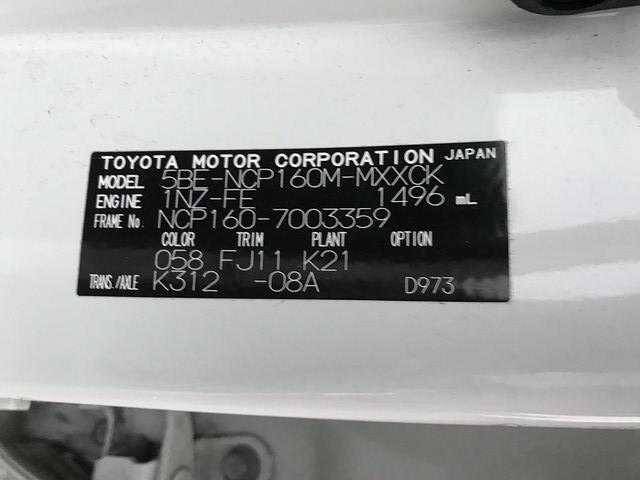 TOYOTA MOTOR CORPORATION JAPAN
MODEL 5BE-NCP160M-MXXCK
ENGINE 1NZ-FE 1496 mL
FRAME No. NCP160-7003359
COLOR TRIM PLANT OPTION
058 FJ11 K21
TRANS./AXLE K312 -08A D973